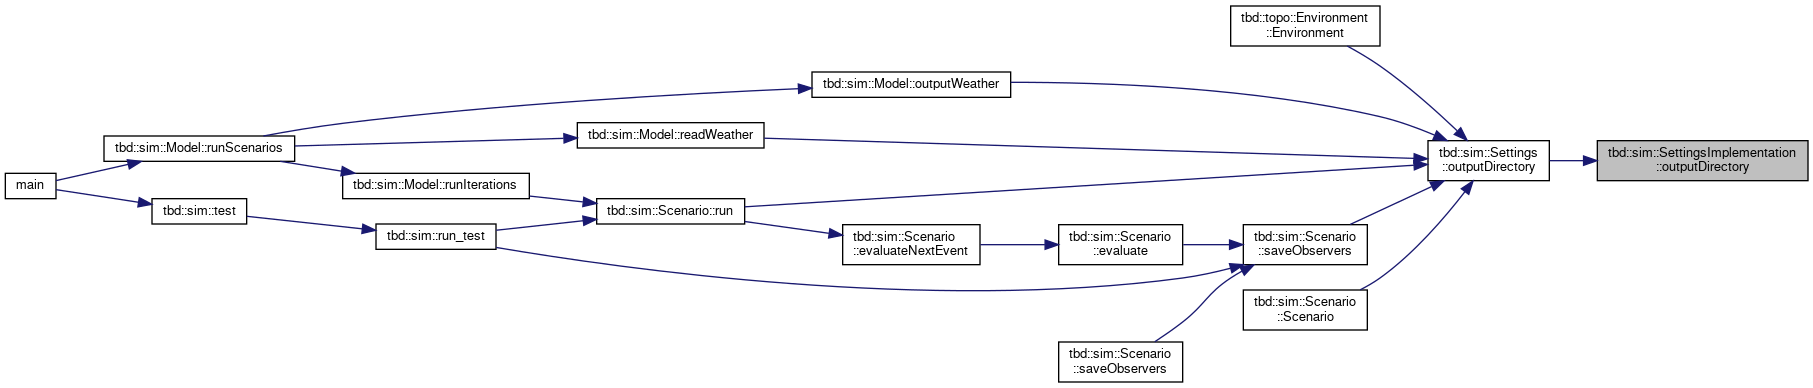 tbd::topo::Environment
::Environment
tbd::sim::Model::outputWeather
tbd::sim::Model::readWeather
tbd::sim::Model::runScenarios
tbd::sim::Settings
::outputDirectory
tbd::sim::SettingsImplementation
::outputDirectory
main
tbd::sim::Model::runIterations
tbd::sim::test
tbd::sim::Scenario::run
tbd::sim::run_test
tbd::sim::Scenario
::evaluateNextEvent
tbd::sim::Scenario
::evaluate
tbd::sim::Scenario
::saveObservers
tbd::sim::Scenario
::Scenario
tbd::sim::Scenario
::saveObservers